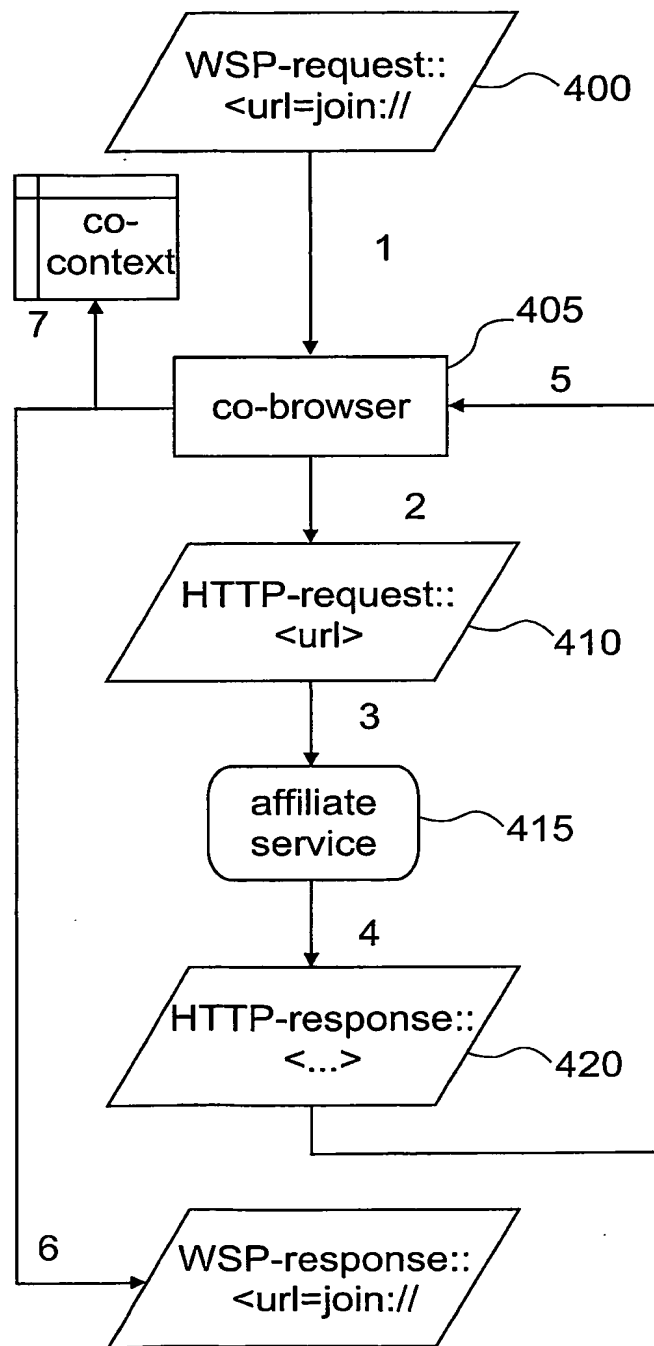 WSP-request::
<url=join://
400
co-
context
1
7
405
5
co-browser
2
HTTP-request::
<url>
410
3
affiliate
service
415
4
HTTP-response::
<...>
420
6
WSP-response::
<url=join://